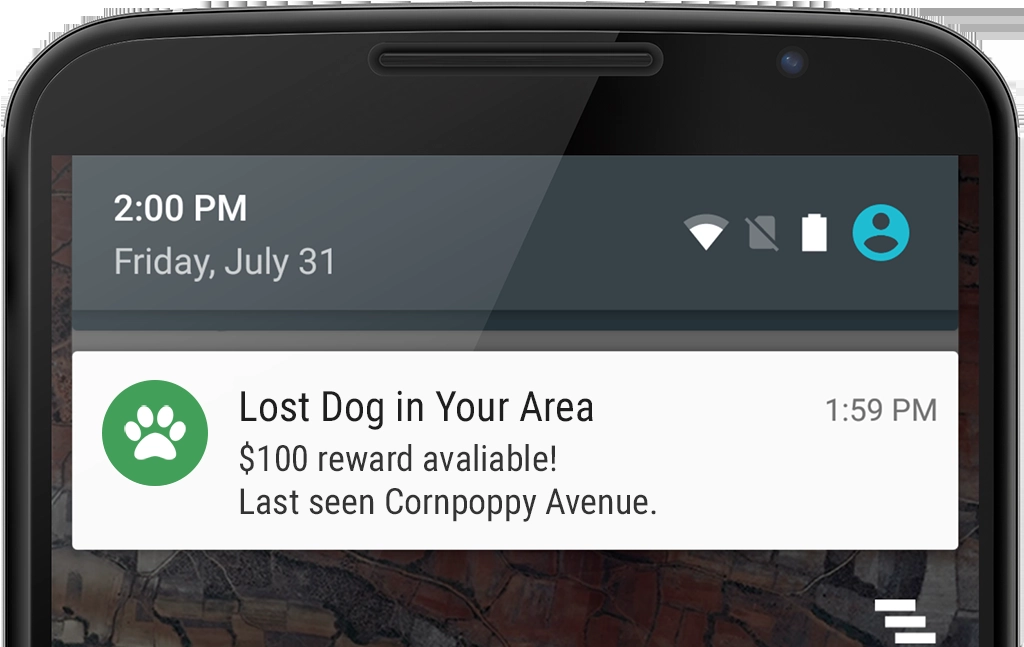 2:00 PM
Friday, July 31
Lost Dog in Your Area
1:59 PM
$100 reward avaliable!
Last seen Cornpoppy Avenue.